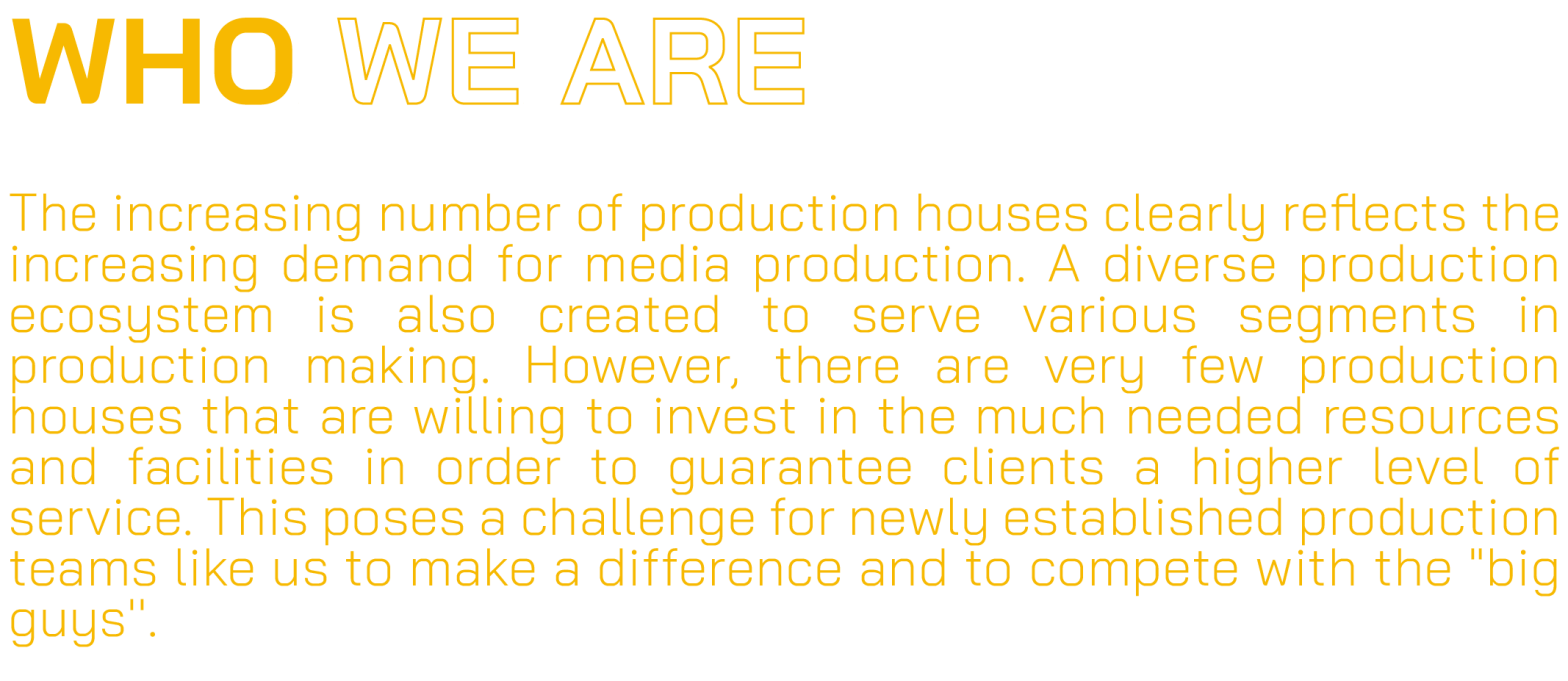 WHO WE ARE
The increasing number of production houses clearly reflects the
increasing demand for media production. A diverse production
ecosystem is also created to serve various segments in
production making. However, there are very few production
houses that are willing to invest in the much needed resources
and facilities in order to guarantee clients a higher level of
service. This poses a challenge for newly established production
teams like us to make a difference and to compete with the "big
guys".